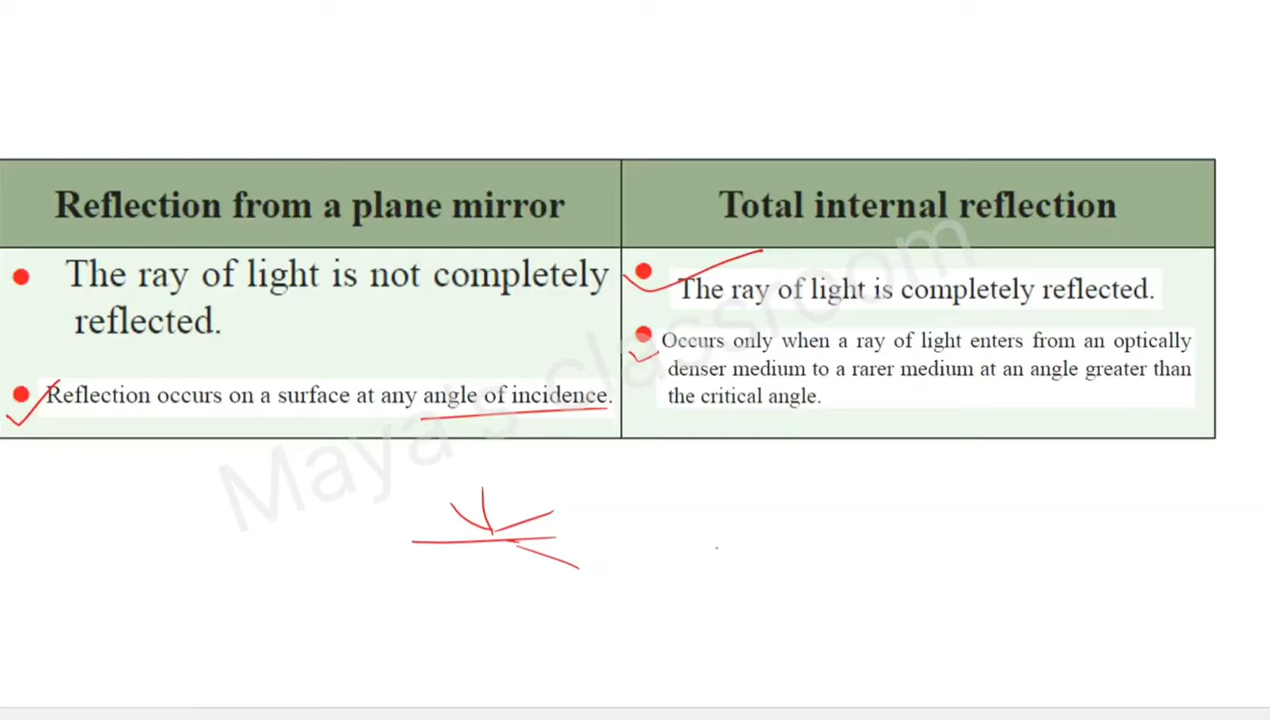 Reflection from a plane mirror
Total internal reflection
● The ray of light is not completely
reflected.
● Reflection occurs on a surface at any angle of incidence.
● The ray of light is completely reflected.
● Occurs only when a ray of light enters from an optically
denser medium to a rarer medium at an angle greater than
the critical angle.
Maya's classroom